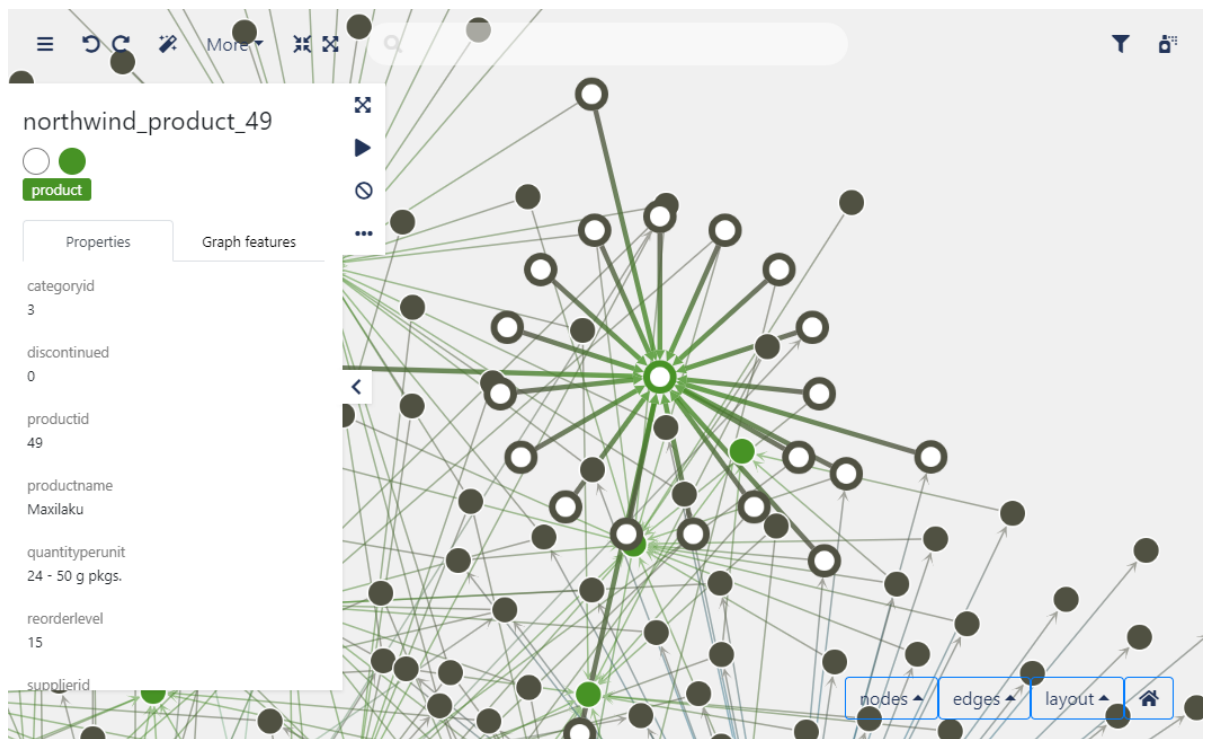 More
northwind_product_49
product
Properties
Graph features
categoryid
3
discontinued
0
productid
49
productname
Maxilaku
quantityperunit
24 - 50 g pkgs.
reorderlevel
15
supplierid
nodes
edges
layout